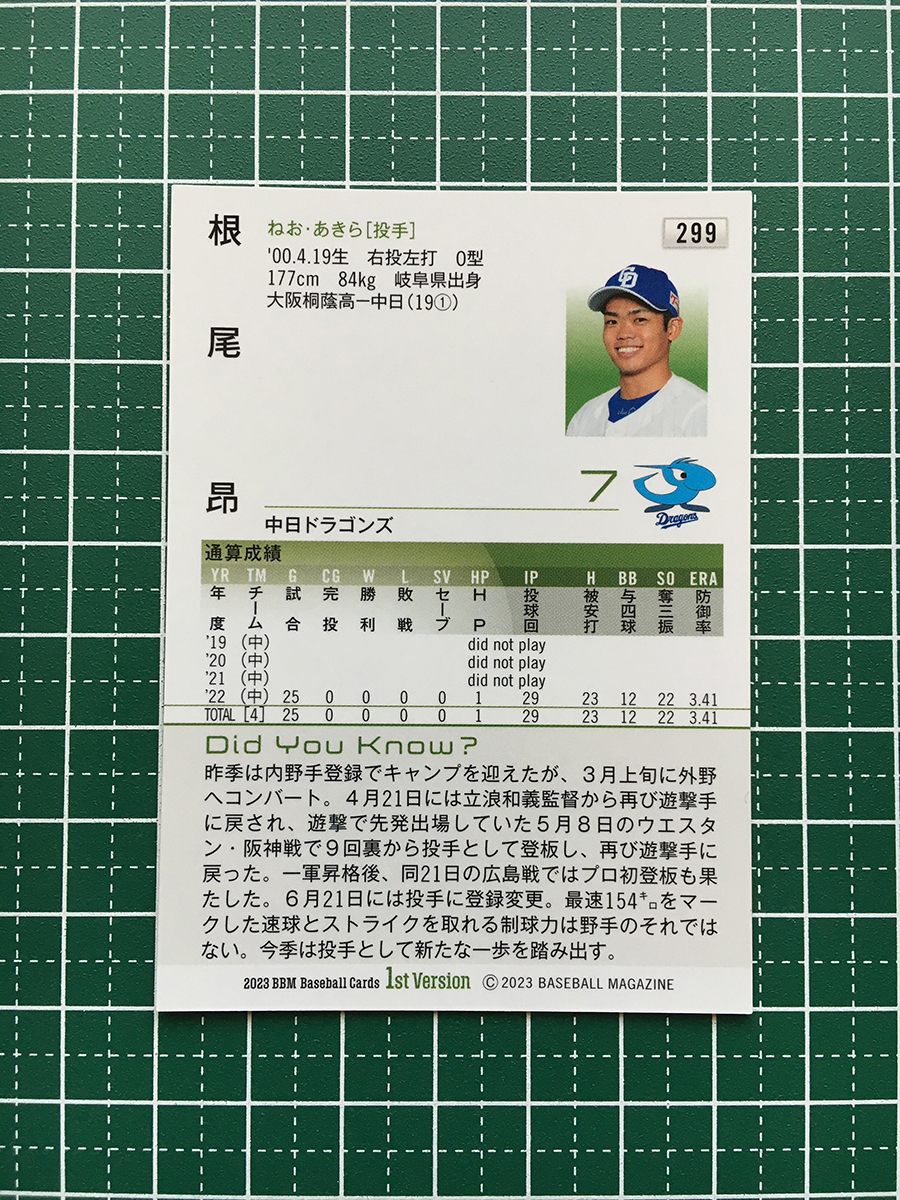 根尾昂
ねお・あきら[投手]
299
'00.4.19生 右投左打 O型
177cm 84kg 岐阜県出身
大阪桐蔭高ー中日(19①)
CD
7
Dragons
中日ドラゴンズ
通算成績
YR TM G CG W L SV HP IP H BB SO ERA
年度 チーム 試合 完投 勝利 敗戦 セーブ HP 投球回 被安打 与四球 奪三振 防御率
'19 (中) did not play
'20 (中) did not play
'21 (中) did not play
'22 (中) 25 0 0 0 0 1 29 23 12 22 3.41
TOTAL [4] 25 0 0 0 0 1 29 23 12 22 3.41
Did You Know?
昨季は内野手登録でキャンプを迎えたが、3月上旬に外野
へコンバート。4月21日には立浪和義監督から再び遊撃手
に戻され、遊撃で先発出場していた5月8日のウエスタ
ン・阪神戦で9回裏から投手として登板し、再び遊撃手に
戻った。一軍昇格後、同21日の広島戦ではプロ初登板も果
たした。6月21日には投手に登録変更。最速154㌔をマー
クした速球とストライクを取れる制球力は野手のそれでは
ない。今季は投手として新たな一歩を踏み出す。
2023 BBM Baseball Cards 1st Version © 2023 BASEBALL MAGAZINE